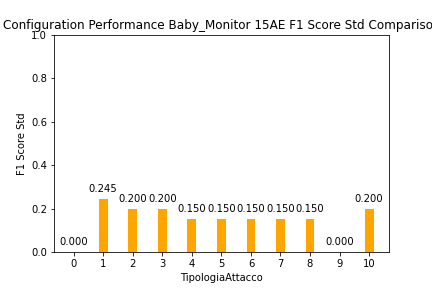 Configuration Performance Baby_Monitor 15AE F1 Score Std Compariso
1.0
0.8
0.6
0.4
0.2
0.0
F1 Score Std
0.000 0.245 0.200 0.200 0.150 0.150 0.150 0.150 0.150 0.000 0.200
0 1 2 3 4 5 6 7 8 9 10
TipologiaAttacco